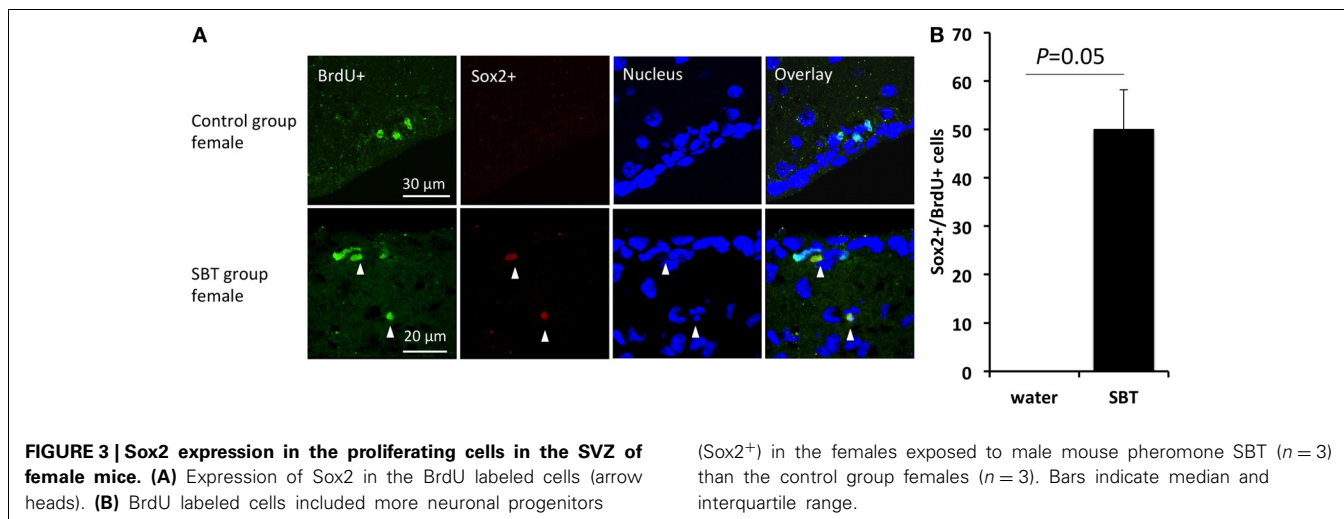 A
BrdU+ Sox2+ Nucleus Overlay
Control group
female
30 µm
SBT group
female
20 µm
B
70
60
50
40
30
20
10
0
P=0.05
Sox2+/BrdU+ cells
water SBT
FIGURE 3 | Sox2 expression in the proliferating cells in the SVZ of
female mice. (A) Expression of Sox2 in the BrdU labeled cells (arrow
heads). (B) BrdU labeled cells included more neuronal progenitors
(Sox2+) in the females exposed to male mouse pheromone SBT (n = 3)
than the control group females (n = 3). Bars indicate median and
interquartile range.